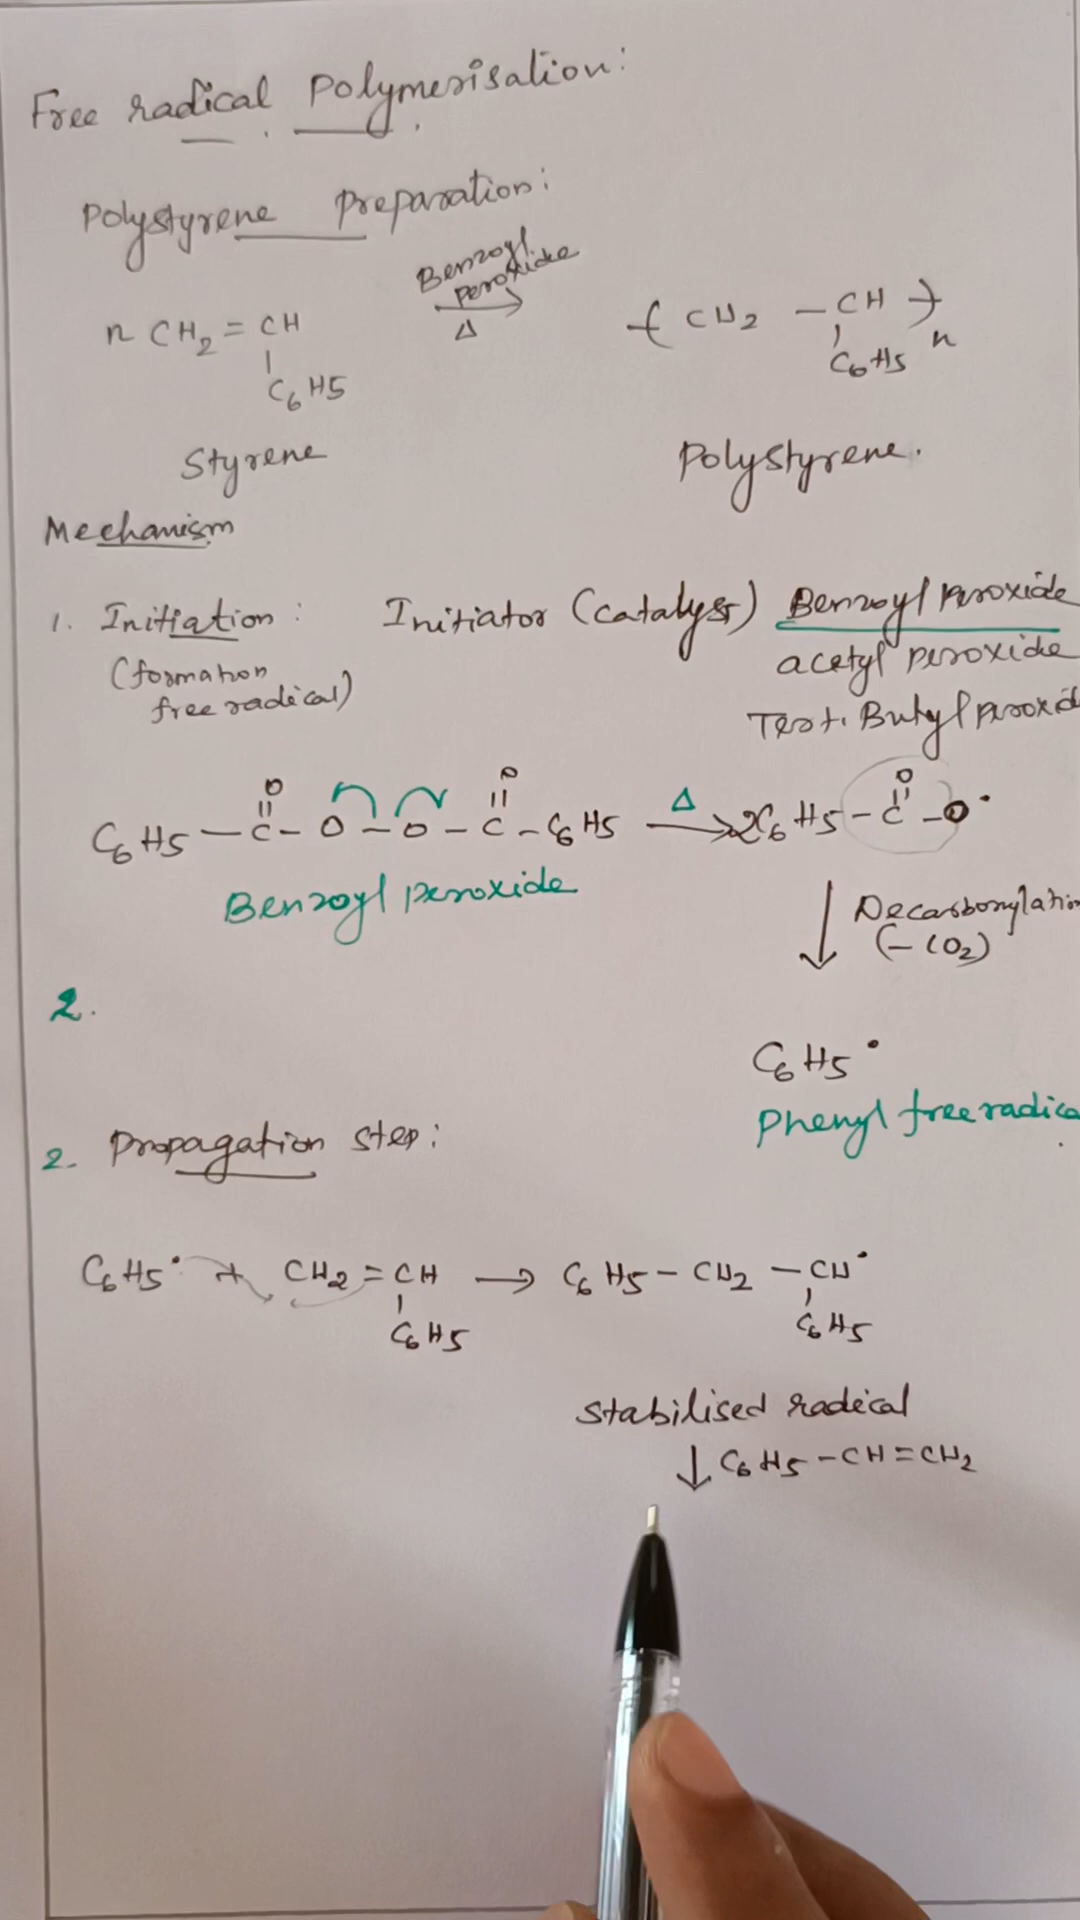 Free radical Polymerisation:
Polystyrene Preparation:
Benzoyl
peroxide
n CH2 = CH
C6H5
Δ
( CH2 - CH )n
C6H5
Styrene
Polystyrene.
Mechanism
1. Initiation : Initiator (catalyst) Benzoyl peroxide
(formation
free radical)
acetyl peroxide
Tert. Butyl peroxid
C6H5 - C - O - O - C - C6H5 Δ → 2C6H5 - C - O•
O
O
O
Benzoyl peroxide
Decarbonylation
(- CO2)
2.
C6H5•
Phenyl free radica
2. Propagation step:
C6H5• + CH2 = CH → C6H5 - CH2 - CH•
C6H5
C6H5
Stabilised radical
↓ C6H5 - CH = CH2